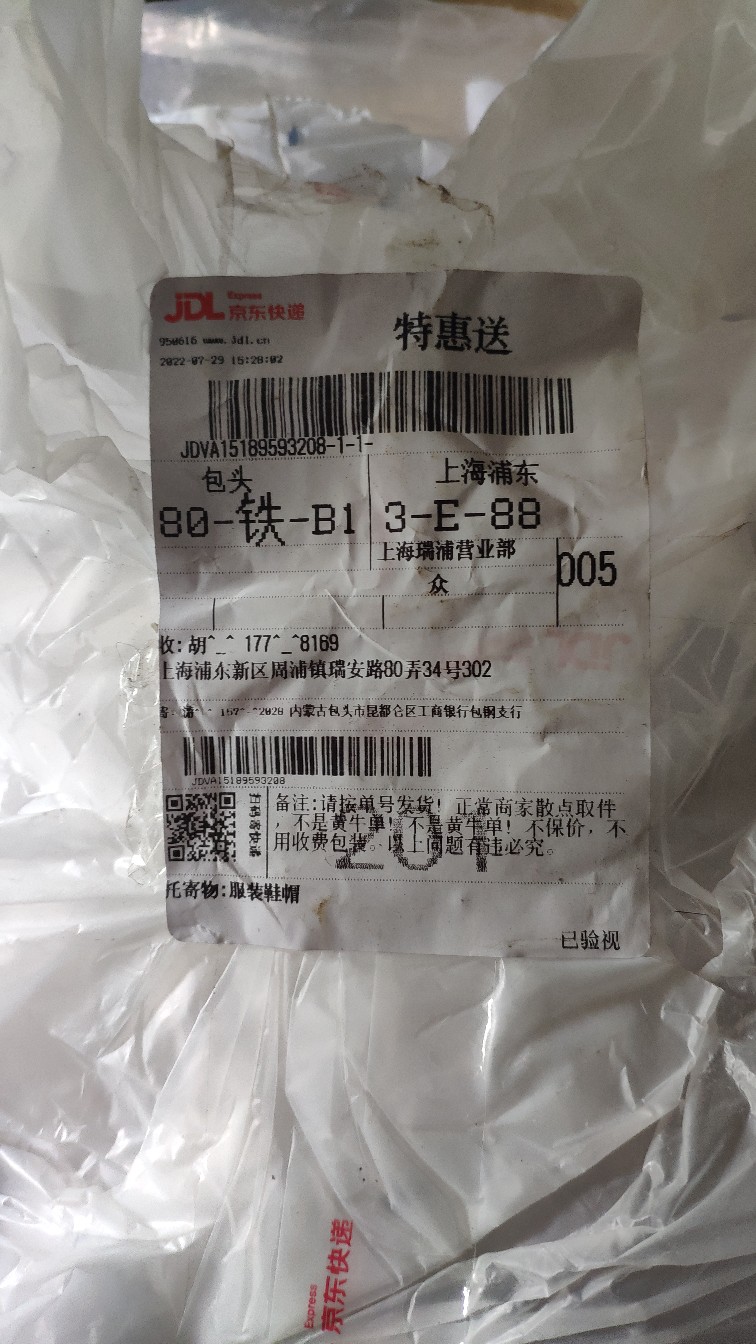 JDL Express 京东快递
特惠送
950616 www.jdl.cn
2022-07-29 15:28:02
JDVA15189593208-1-1-
包头
上海浦东
80-铁-B1
3-E-88
上海瑞浦营业部
005
众
收:胡^_^ 177^_^8169
上海浦东新区周浦镇瑞安路80弄34号302
内蒙古包头市昆都仑区工商银行包钢支行
JDVA15189593208
扫码寄快递
备注:请按单号发货！正常商家散点取件
，不是黄牛单！不是黄牛单！不保价，不
用收费包装。以上问题有违必究。
201
托寄物:服装鞋帽
已验视
Express
京东快递